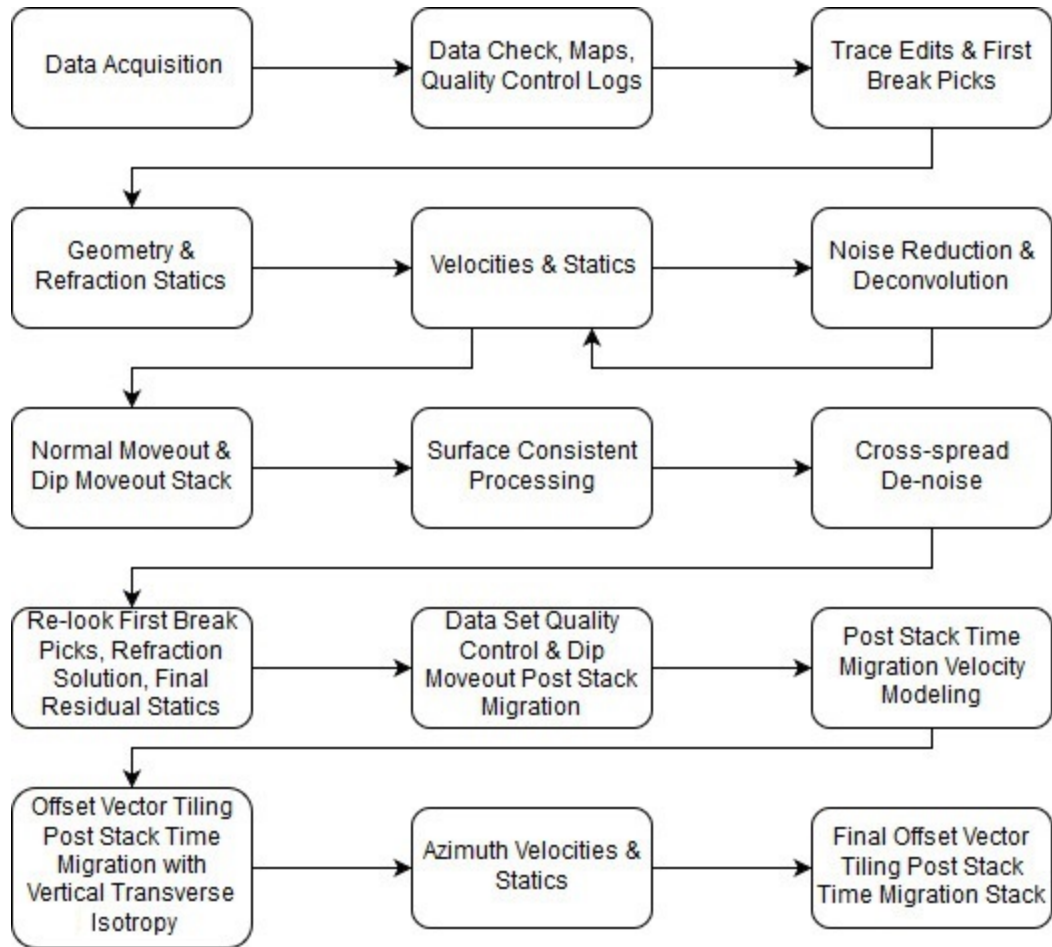 Data Acquisition
Data Check, Maps,
Quality Control Logs
Trace Edits & First
Break Picks
Geometry &
Refraction Statics
Velocities & Statics
Noise Reduction &
Deconvolution
Normal Moveout &
Dip Moveout Stack
Surface Consistent
Processing
Cross-spread
De-noise
Re-look First Break
Picks, Refraction
Solution, Final
Residual Statics
Data Set Quality
Control & Dip
Moveout Post Stack
Migration
Post Stack Time
Migration Velocity
Modeling
Offset Vector Tiling
Post Stack Time
Migration with
Vertical Transverse
Isotropy
Azimuth Velocities &
Statics
Final Offset Vector
Tiling Post Stack
Time Migration Stack